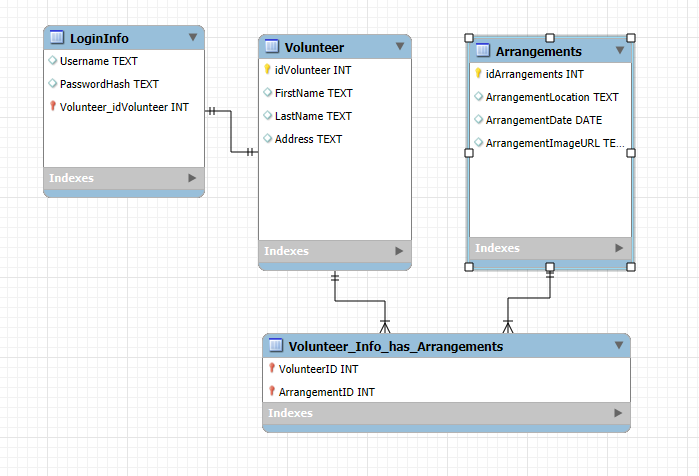 LoginInfo
Username TEXT
PasswordHash TEXT
Volunteer_idVolunteer INT
Indexes
Volunteer
idVolunteer INT
FirstName TEXT
LastName TEXT
Address TEXT
Indexes
Arrangements
idArrangements INT
ArrangementLocation TEXT
ArrangementDate DATE
ArrangementImageURL TE...
Indexes
Volunteer_Info_has_Arrangements
VolunteerID INT
ArrangementID INT
Indexes